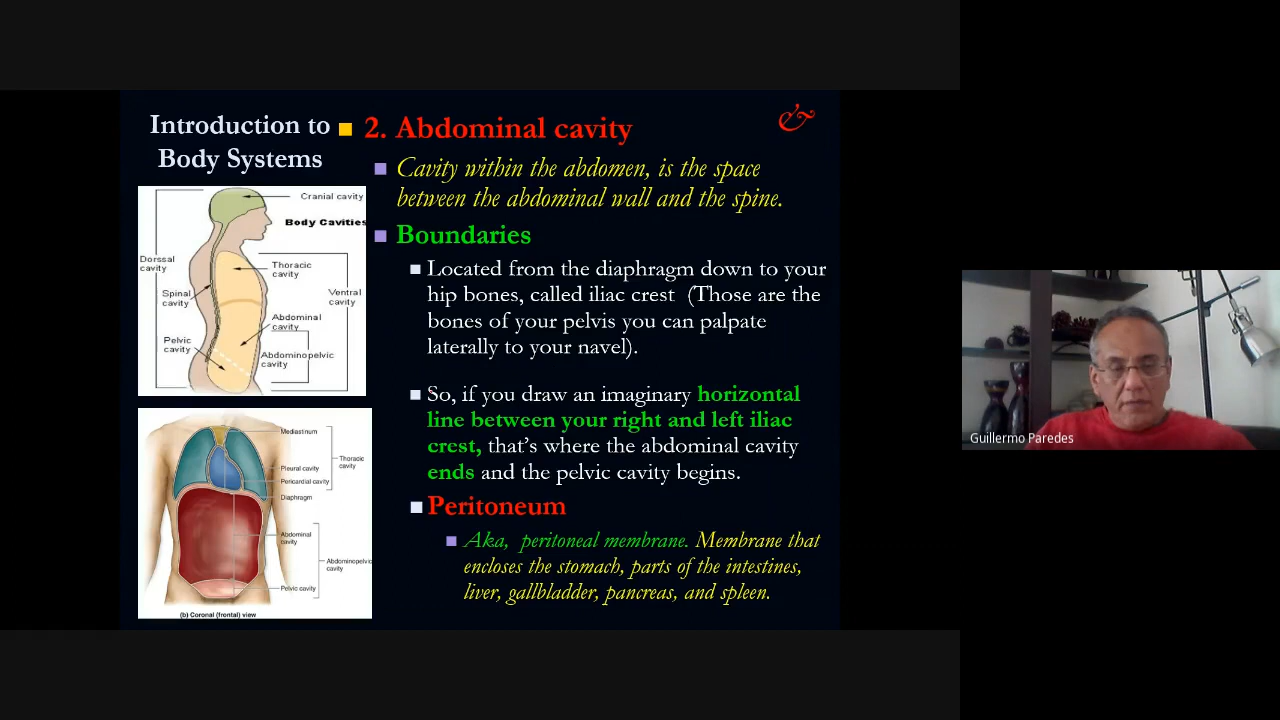 Introduction to
Body Systems
2. Abdominal cavity
&
Cavity within the abdomen, is the space
between the abdominal wall and the spine.
Boundaries
Located from the diaphragm down to your
hip bones, called iliac crest (Those are the
bones of your pelvis you can palpate
laterally to your navel).
So, if you draw an imaginary horizontal
line between your right and left iliac
crest, that's where the abdominal cavity
ends and the pelvic cavity begins.
Peritoneum
Aka, peritoneal membrane. Membrane that
encloses the stomach, parts of the intestines,
liver, gallbladder, pancreas, and spleen.
Cranial cavity
Body Cavities
Dorssal
cavity
Thoracic
cavity
Spinal
cavity
Ventral
cavity
Abdominal
cavity
Pelvic
cavity
Abdominopelvic
cavity
Mediastinum
Thoracic
cavity
Pleural cavity
Pericardial cavity
Diaphragm
Abdominal
cavity
Abdominopelvic
cavity
Pelvic cavity
(b) Coronal (frontal) view
Guillermo Paredes